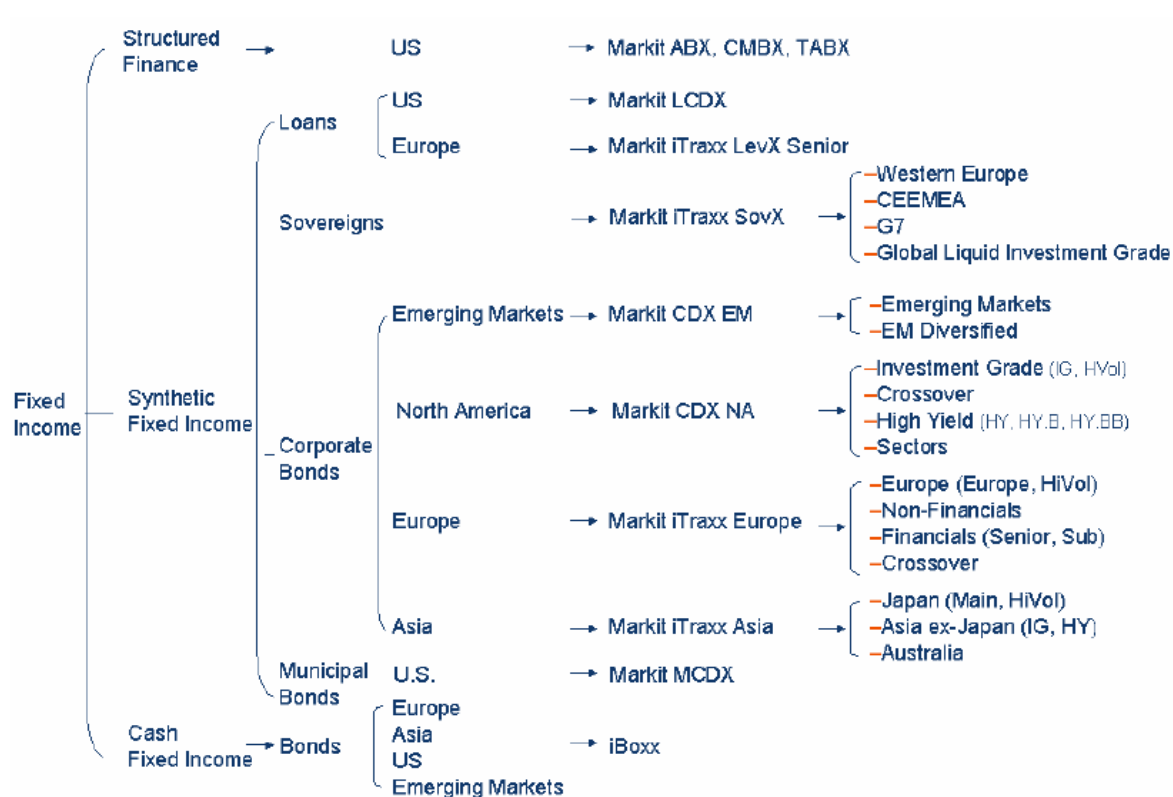 Structured
Finance
US
Markit ABX, CMBX, TABX
Loans
US
Markit LCDX
Europe
Markit iTraxx LevX Senior
Sovereigns
Markit iTraxx SovX
–Western Europe
–CEEMEA
–G7
–Global Liquid Investment Grade
Fixed
Income
Synthetic
Fixed Income
Corporate
Bonds
Emerging Markets
Markit CDX EM
–Emerging Markets
–EM Diversified
North America
Markit CDX NA
–Investment Grade (IG, HVol)
–Crossover
–High Yield (HY, HY.B, HY.BB)
–Sectors
Europe
Markit iTraxx Europe
–Europe (Europe, HiVol)
–Non-Financials
–Financials (Senior, Sub)
–Crossover
Asia
Markit iTraxx Asia
–Japan (Main, HiVol)
–Asia ex-Japan (IG, HY)
–Australia
Municipal
Bonds
U.S.
Markit MCDX
Cash
Fixed Income
Bonds
Europe
Asia
US
Emerging Markets
iBoxx